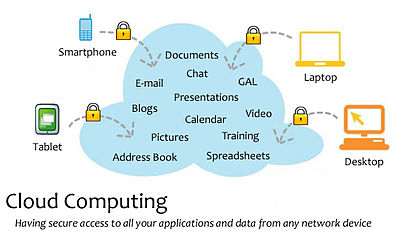 Smartphone
Documents
Laptop
E-mail
Chat
GAL
Presentations
Blogs
Calendar
Video
Tablet
Pictures
Training
Desktop
Address Book
Spreadsheets
Cloud Computing
Having secure access to all your applications and data from any network device